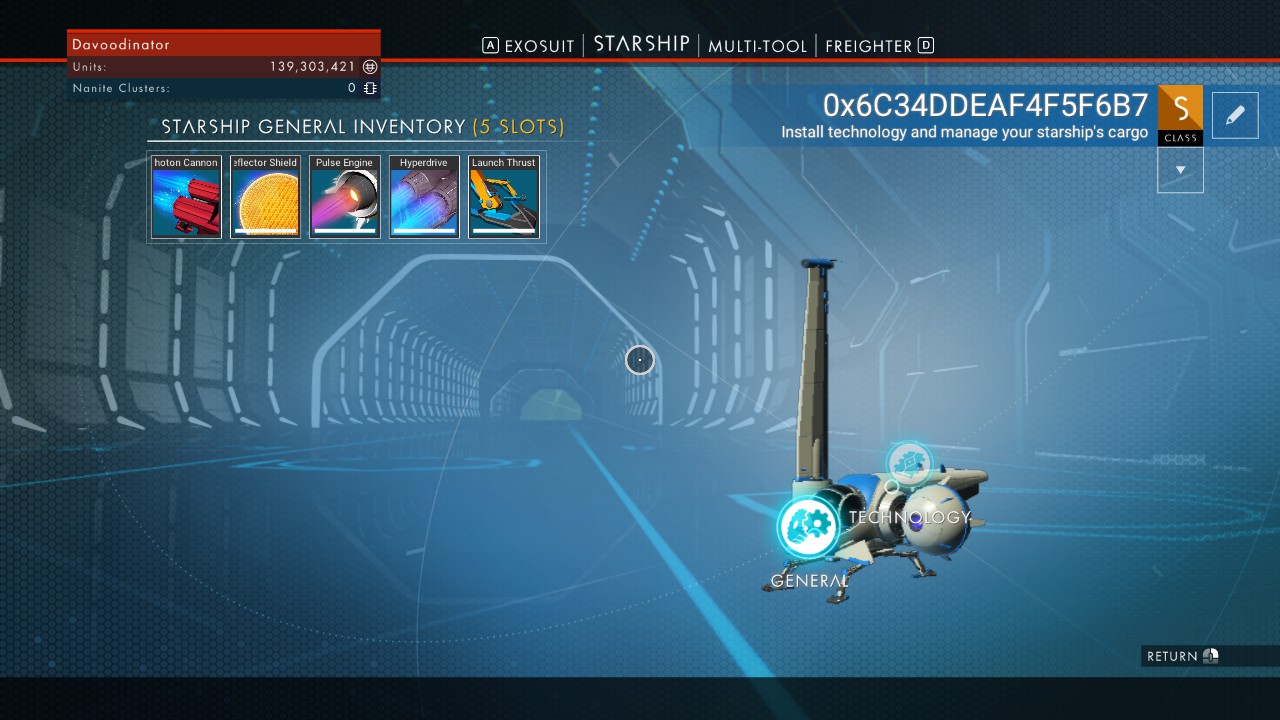 Davoodinator
Units: 139,303,421
Nanite Clusters: 0
A EXOSUIT STARSHIP MULTI-TOOL FREIGHTER D
0x6C34DDEAF4F5F6B7
Install technology and manage your starship's cargo
S
CLASS
STARSHIP GENERAL INVENTORY (5 SLOTS)
hoton Cannon eflector Shield Pulse Engine Hyperdrive Launch Thrust
TECHNOLOGY
GENERAL
RETURN